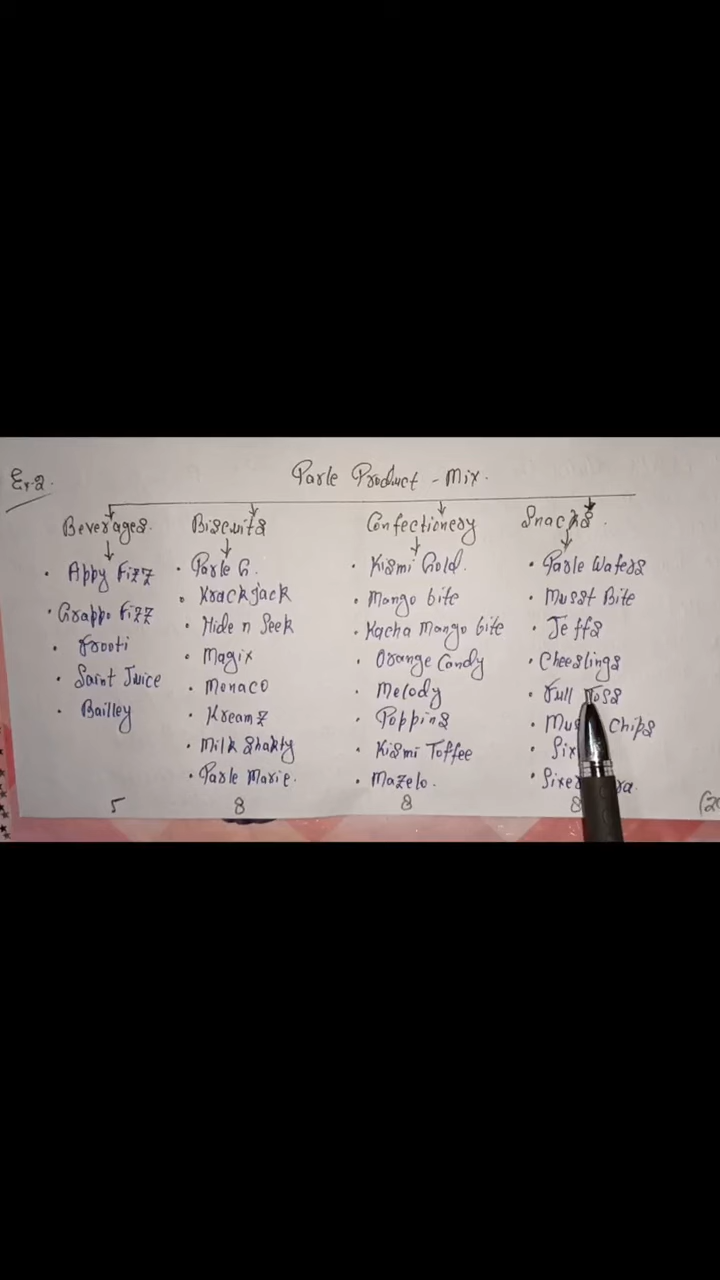 Ex-2.
Parle Product - Mix.
Beverages. Biscuits Confectionery Snacks.
Appy Fizz
Grappo Fizz
Frooti
Saint Juice
Bailley
5
Parle G.
Krackjack
Hide n Seek
Magix
Monaco
Kreamz
Milk Shakty
Parle Marie.
8
Kismi Gold.
Mango bite
Kacha Mango bite
Orange Candy
Melody
Poppins
Kismi Toffee
Mazelo.
8
Parle Wafers
Musst Bite
Jeffs
Cheeslings
Full Toss
Chips
8